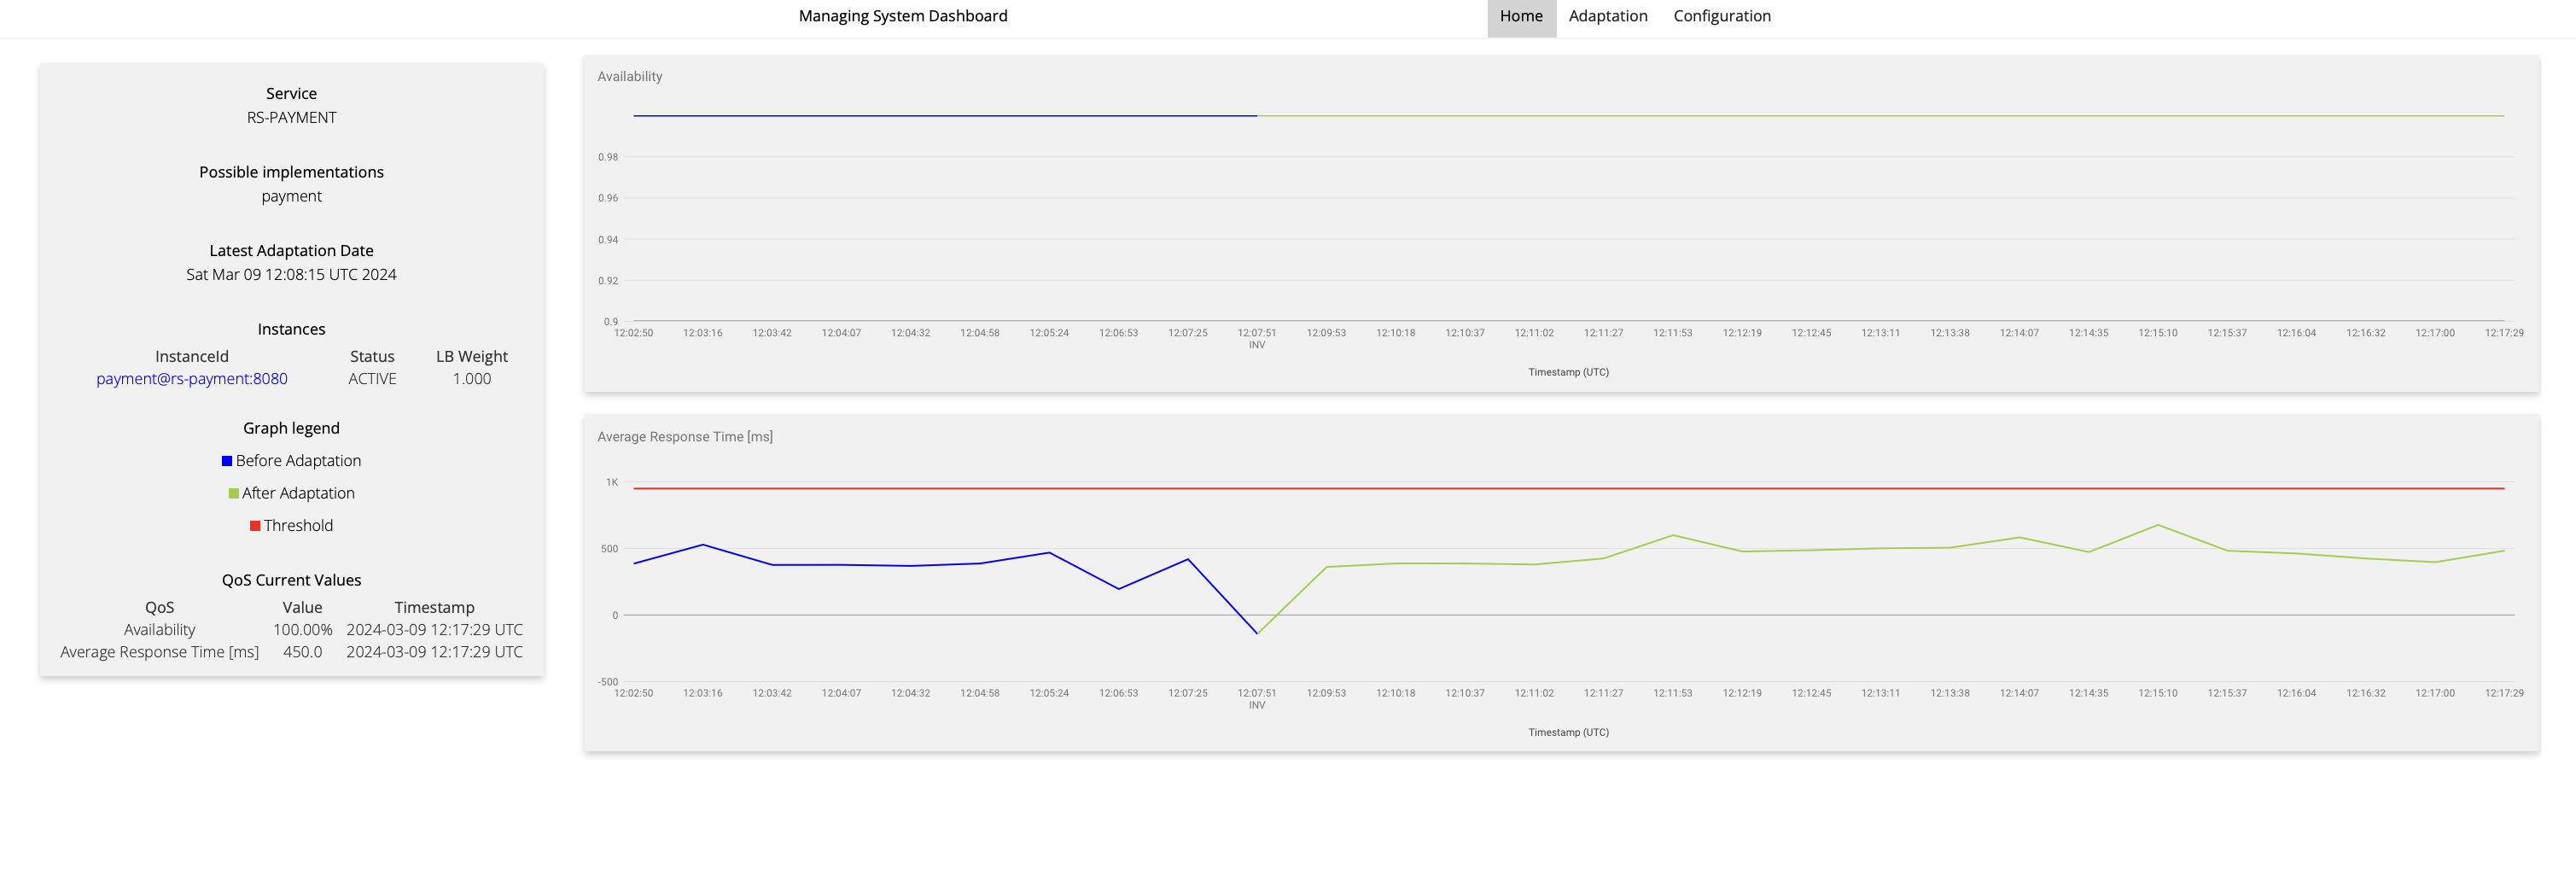 Managing System Dashboard
Home Adaptation Configuration
Service
RS-PAYMENT
Possible implementations
payment
Latest Adaptation Date
Sat Mar 09 12:08:15 UTC 2024
Instances
InstanceId Status LB Weight
payment@rs-payment:8080 ACTIVE 1.000
Graph legend
Before Adaptation
After Adaptation
Threshold
QoS Current Values
QoS Value Timestamp
Availability 100.00% 2024-03-09 12:17:29 UTC
Average Response Time [ms] 450.0 2024-03-09 12:17:29 UTC
Availability
0.98
0.96
0.94
0.92
0.9
12:02:50 12:03:16 12:03:42 12:04:07 12:04:32 12:04:58 12:05:24 12:06:53 12:07:25 12:07:51 12:09:53 12:10:18 12:10:37 12:11:02 12:11:27 12:11:53 12:12:19 12:12:45 12:13:11 12:13:38 12:14:07 12:14:35 12:15:10 12:15:37 12:16:04 12:16:32 12:17:00 12:17:29
INV
Timestamp (UTC)
Average Response Time [ms]
1K
500
0
-500
12:02:50 12:03:16 12:03:42 12:04:07 12:04:32 12:04:58 12:05:24 12:06:53 12:07:25 12:07:51 12:09:53 12:10:18 12:10:37 12:11:02 12:11:27 12:11:53 12:12:19 12:12:45 12:13:11 12:13:38 12:14:07 12:14:35 12:15:10 12:15:37 12:16:04 12:16:32 12:17:00 12:17:29
INV
Timestamp (UTC)